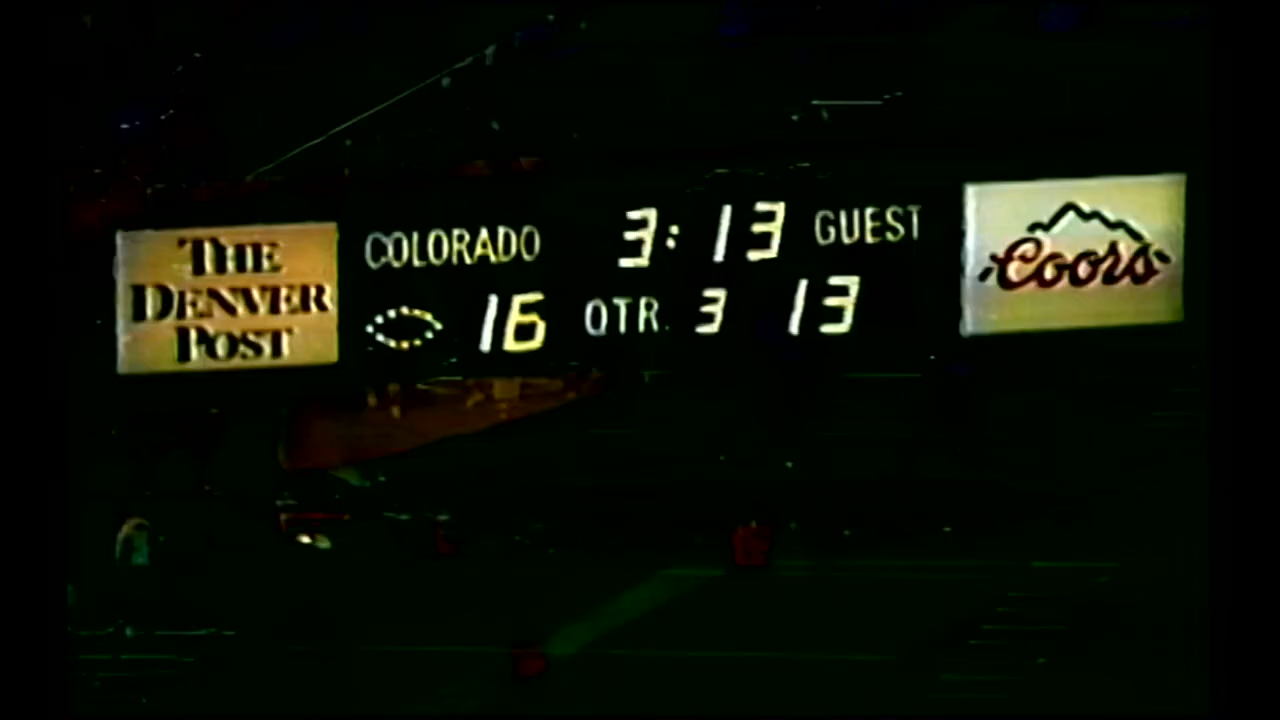 THE
DENVER
POST
COLORADO 3:13 GUEST
16 QTR. 3 13
Coors